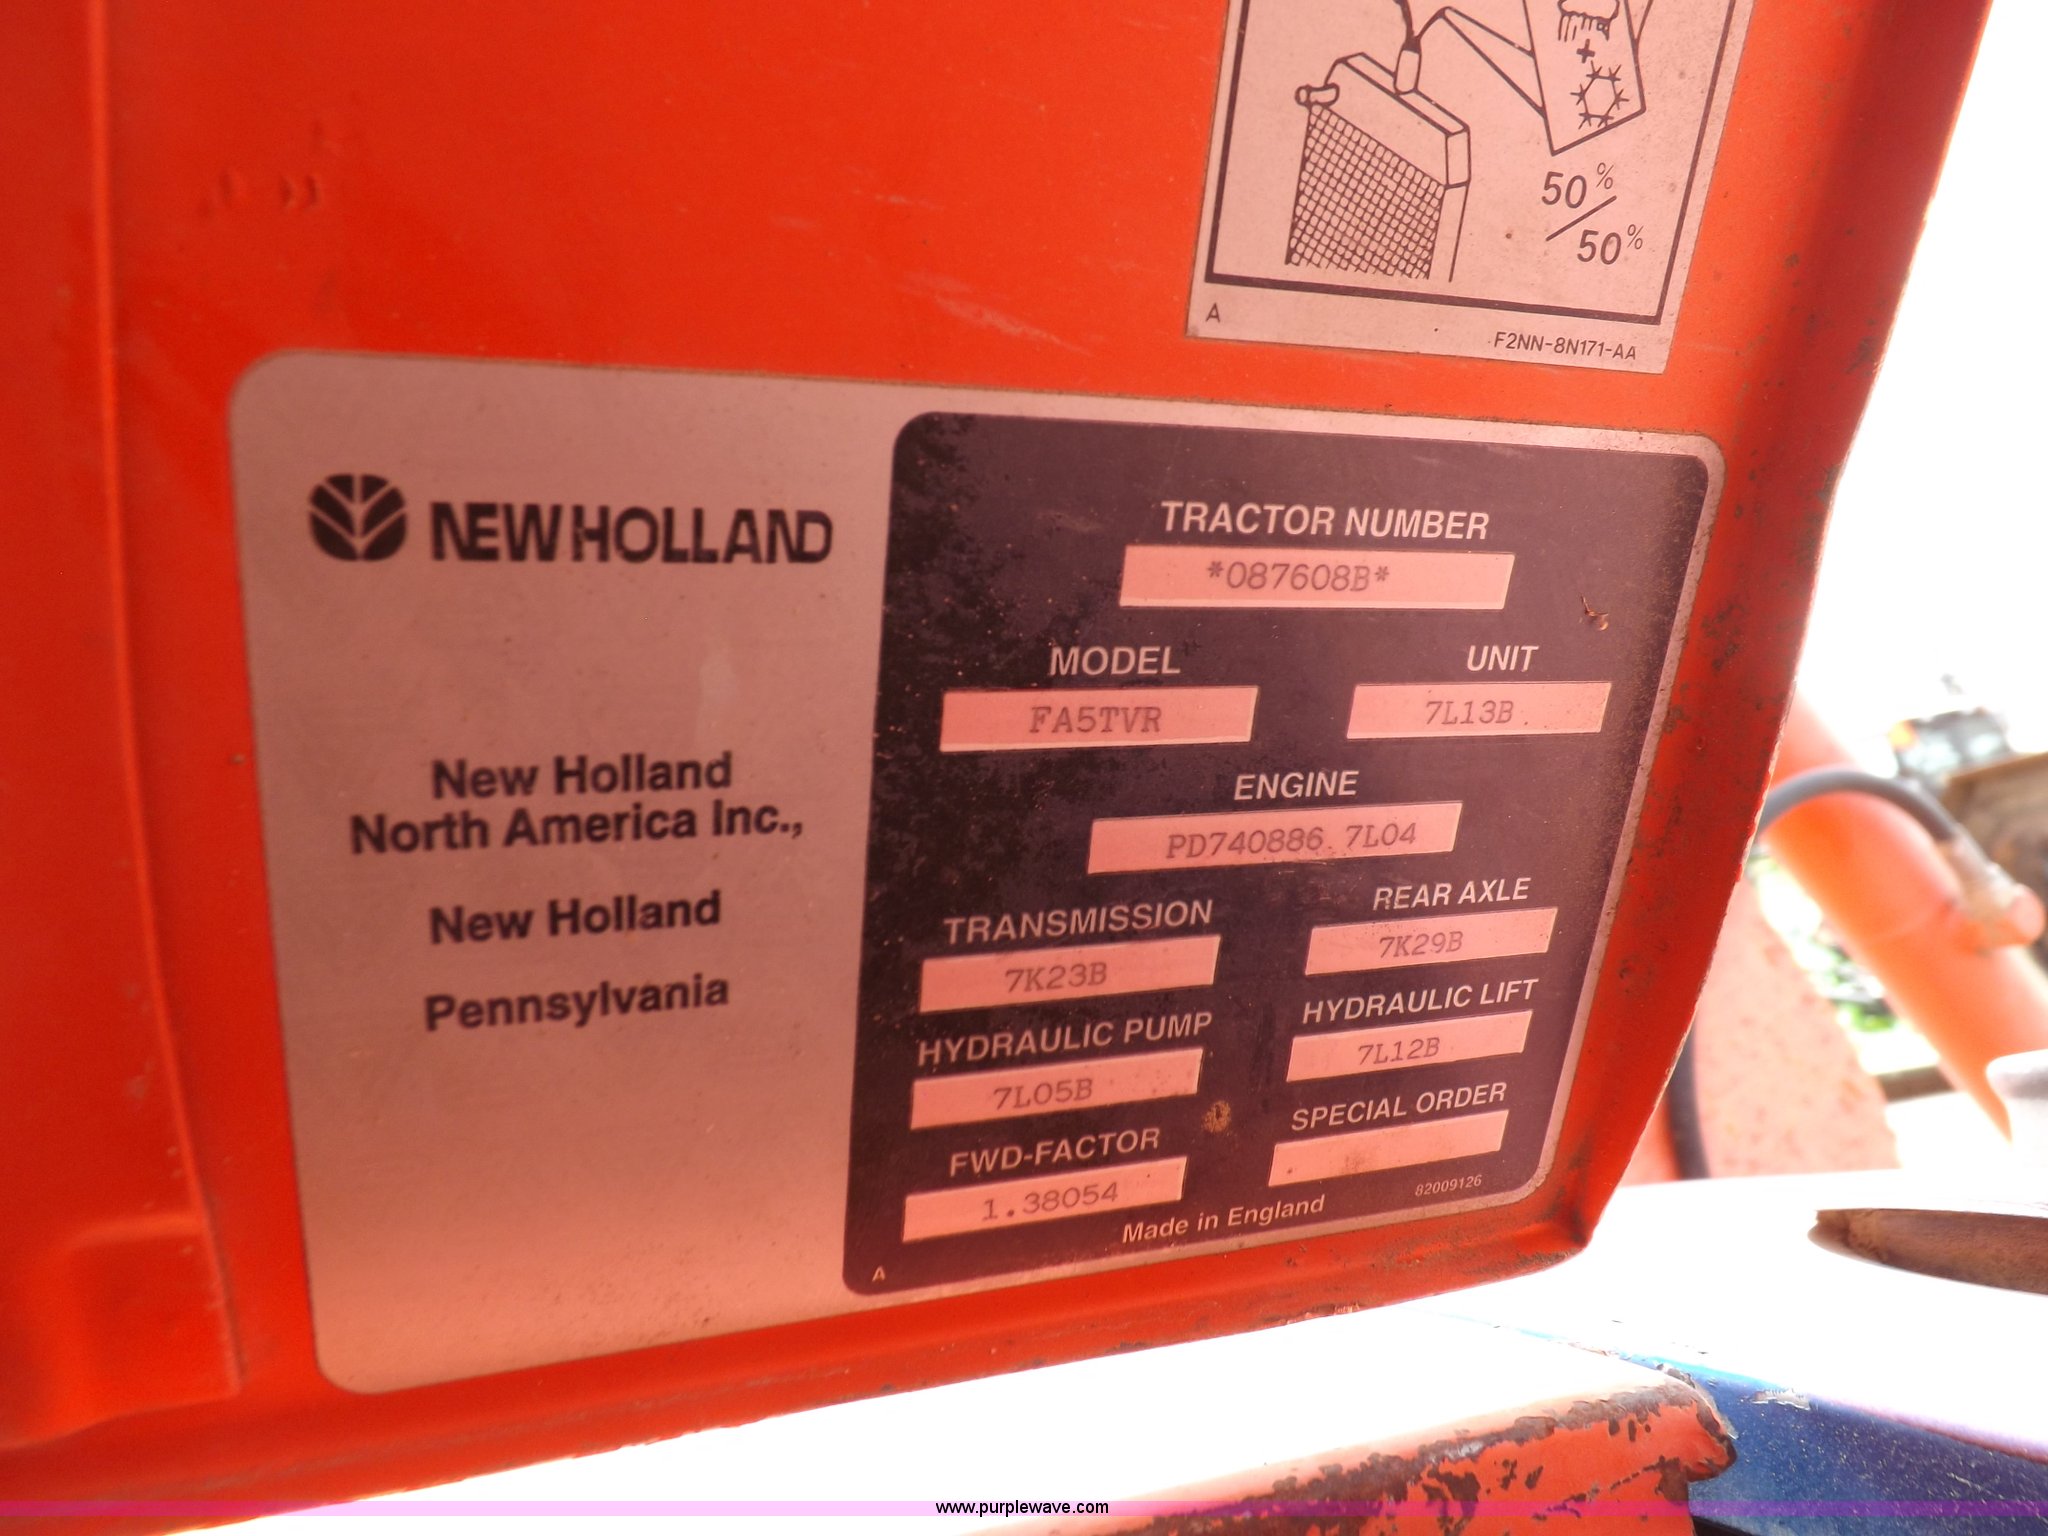 50%
50%
A
F2NN-8N171-AA
NEW HOLLAND
New Holland
North America Inc.,
New Holland
Pennsylvania
TRACTOR NUMBER
*087608B*
MODEL
UNIT
FA5TVR
7L13B
ENGINE
PD740886 7L04
TRANSMISSION
REAR AXLE
7K23B
7K29B
HYDRAULIC PUMP
HYDRAULIC LIFT
7L05B
7L12B
FWD-FACTOR
SPECIAL ORDER
1.38054
82009126
Made in England
A
www.purplewave.com